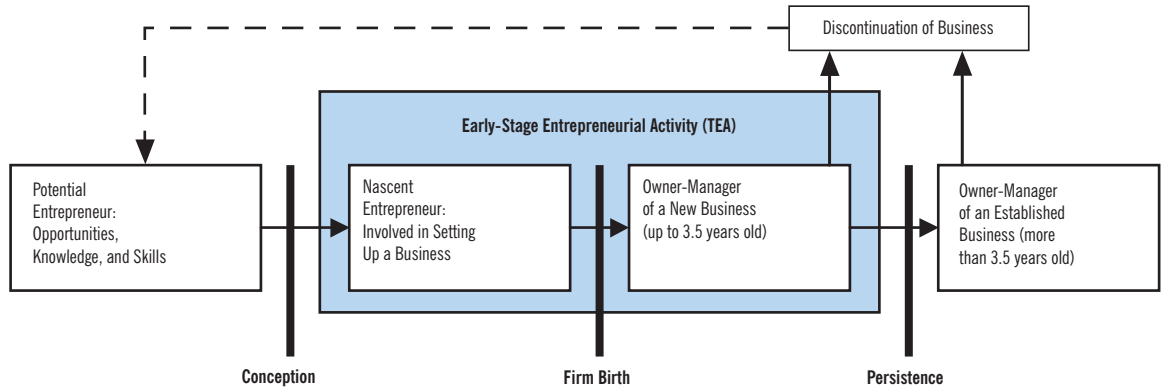 Discontinuation of Business
Early-Stage Entrepreneurial Activity (TEA)
Potential
Entrepreneur:
Opportunities,
Knowledge, and Skills
Nascent
Entrepreneur:
Involved in Setting
Up a Business
Owner-Manager
of a New Business
(up to 3.5 years old)
Owner-Manager
of an Established
Business (more
than 3.5 years old)
Conception
Firm Birth
Persistence